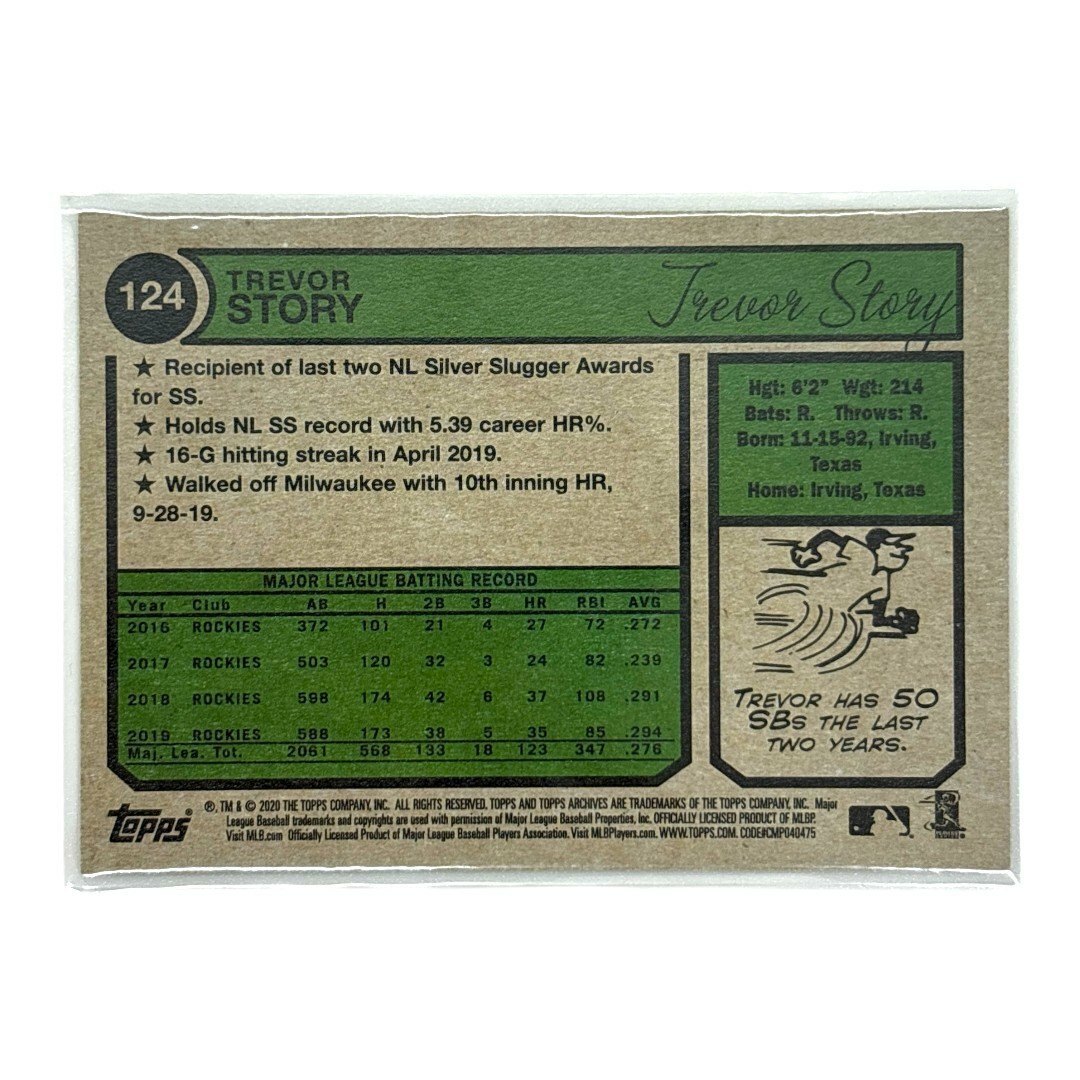 124
TREVOR
STORY
Trevor Story
★ Recipient of last two NL Silver Slugger Awards
for SS.
★ Holds NL SS record with 5.39 career HR%.
★ 16-G hitting streak in April 2019.
★ Walked off Milwaukee with 10th inning HR,
9-28-19.
Hgt: 6'2" Wgt: 214
Bats: R. Throws: R.
Born: 11-15-92, Irving,
Texas
Home: Irving, Texas
MAJOR LEAGUE BATTING RECORD
Year Club AB H 2B 3B HR RBI AVG
2016 ROCKIES 372 101 21 4 27 72 .272
2017 ROCKIES 503 120 32 3 24 82 .239
2018 ROCKIES 598 174 42 6 37 108 .291
2019 ROCKIES 588 173 38 5 35 85 .294
Maj. Lea. Tot. 2061 568 133 18 123 347 .276
TREVOR HAS 50
SBS THE LAST
TWO YEARS.
TOPPS
®, TM & © 2020 THE TOPPS COMPANY, INC. ALL RIGHTS RESERVED. TOPPS AND TOPPS ARCHIVES ARE TRADEMARKS OF THE TOPPS COMPANY, INC. Major
League Baseball trademarks and copyrights are used with permission of Major League Baseball Properties, Inc. OFFICIALLY LICENSED PRODUCT OF MLBP.
Visit MLB.com Officially Licensed Product of Major League Baseball Players Association. Visit MLBPlayers.com. WWW.TOPPS.COM. CODE#CMP040475